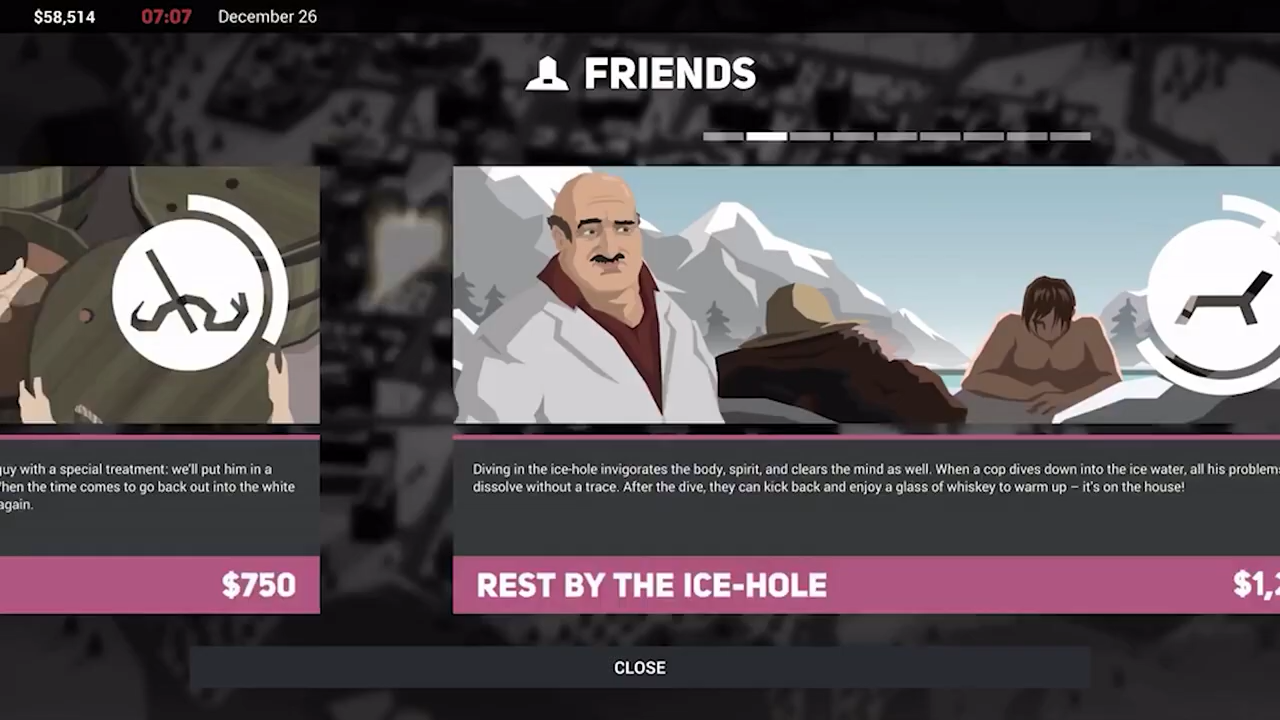 $58,514 07:07 December 26
FRIENDS
guy with a special treatment: we'll put him in a
When the time comes to go back out into the white
again.
$750
Diving in the ice-hole invigorates the body, spirit, and clears the mind as well. When a cop dives down into the ice water, all his problems
dissolve without a trace. After the dive, they can kick back and enjoy a glass of whiskey to warm up – it's on the house!
REST BY THE ICE-HOLE
$1,2
CLOSE